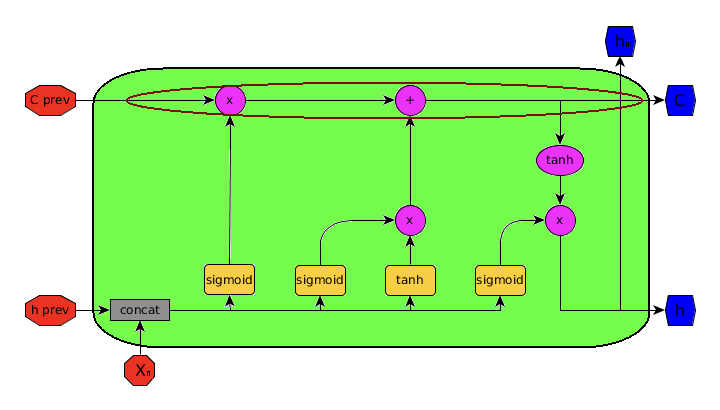 hn
C prev
x
+
C
tanh
x
x
sigmoid
sigmoid
tanh
sigmoid
h prev
concat
h
Xn